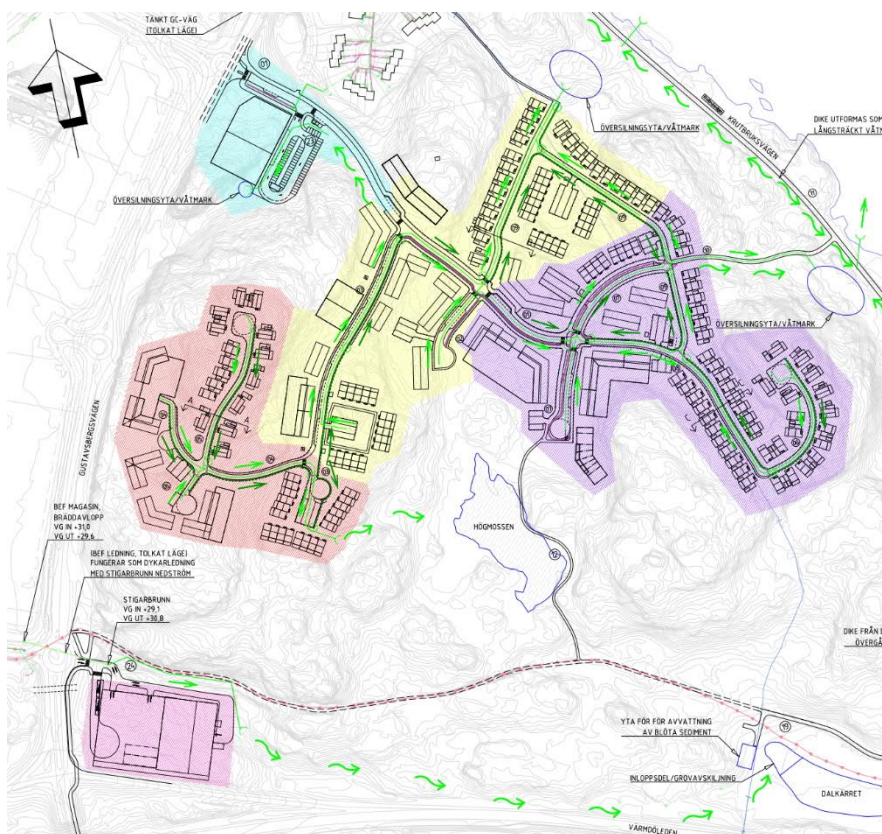 TÄNKT GC-VÄG
(TOLKAT LÄGE)
ÖVERSILNINGSYTA/VÅTMARK
KRUTBRUKSVÄGEN
DIKE UTFORMAS SOM
LÅNGSTRÄCKT VÅTM
ÖVERSILNINGSYTA/VÅTMARK
ÖVERSILNINGSYTA/VÅTMARK
GUSTAVSBERGSVÄGEN
BEF MAGASIN,
BRÄDDAVLOPP
VG IN +31,0
VG UT +29,6
HÖGMOSSEN
12
(BEF LEDNING, TOLKAT LÄGE)
FUNGERAR SOM DYKARLEDNING
MED STIGARBRUNN NEDSTRÖM
STIGARBRUNN
VG IN +29,1
VG UT +30,8
24
DIKE FRÅN
ÖVERGÅ
YTA FÖR FÖR AVVATTNING
AV BLÖTA SEDIMENT
INLOPPSDEL/GROVAVSKILJNING
DALKÄRRET
VÄRMDÖLEDEN